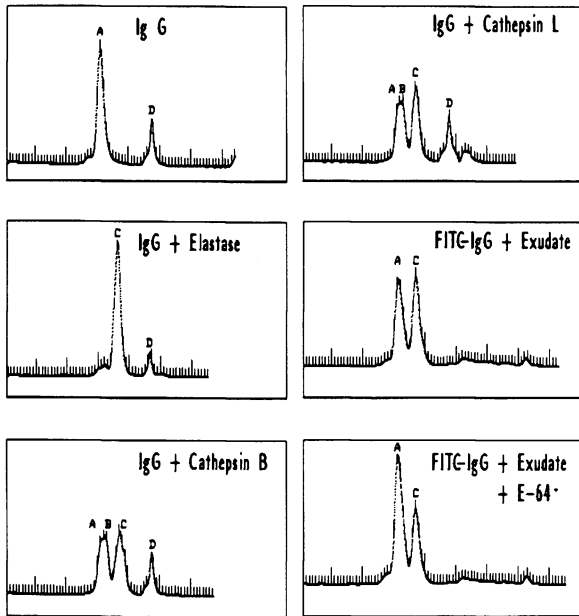 Ig G
A
D
IgG + Cathepsin L
A B C
D
IgG + Elastase
C
D
FITC-IgG + Exudate
A C
IgG + Cathepsin B
A B C
D
FITC-IgG + Exudate
+ E-64
A
C